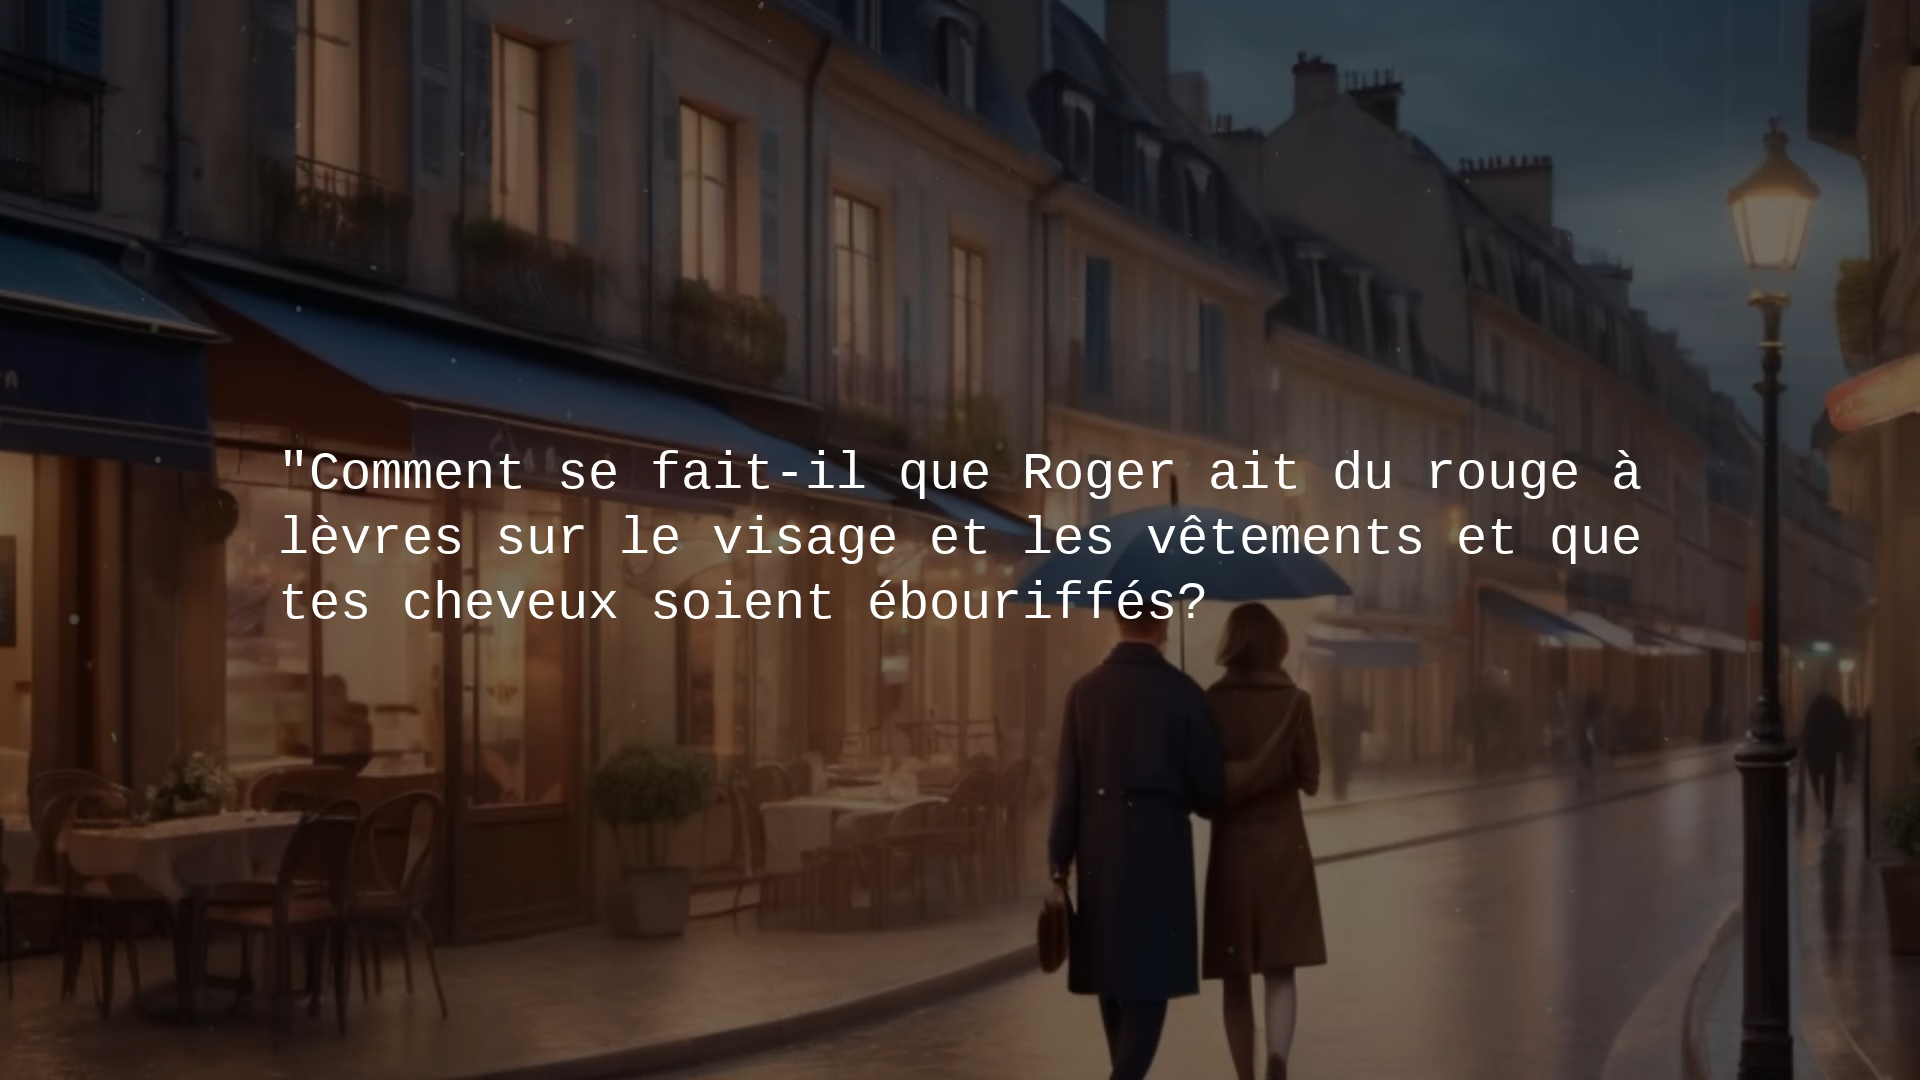 "Comment se fait-il que Roger ait du rouge à
lèvres sur le visage et les vêtements et que
tes cheveux soient ébouriffés?